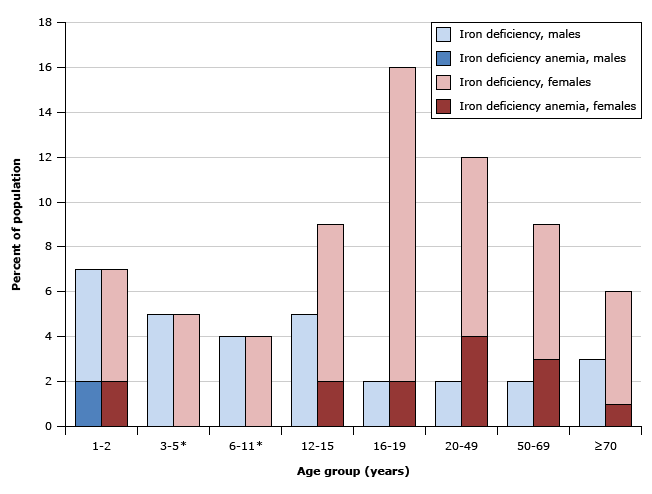 18
16
14
12
10
8
6
4
2
0
Percent of population
Iron deficiency, males
Iron deficiency anemia, males
Iron deficiency, females
Iron deficiency anemia, females
1-2 3-5* 6-11* 12-15 16-19 20-49 50-69 ≥70
Age group (years)